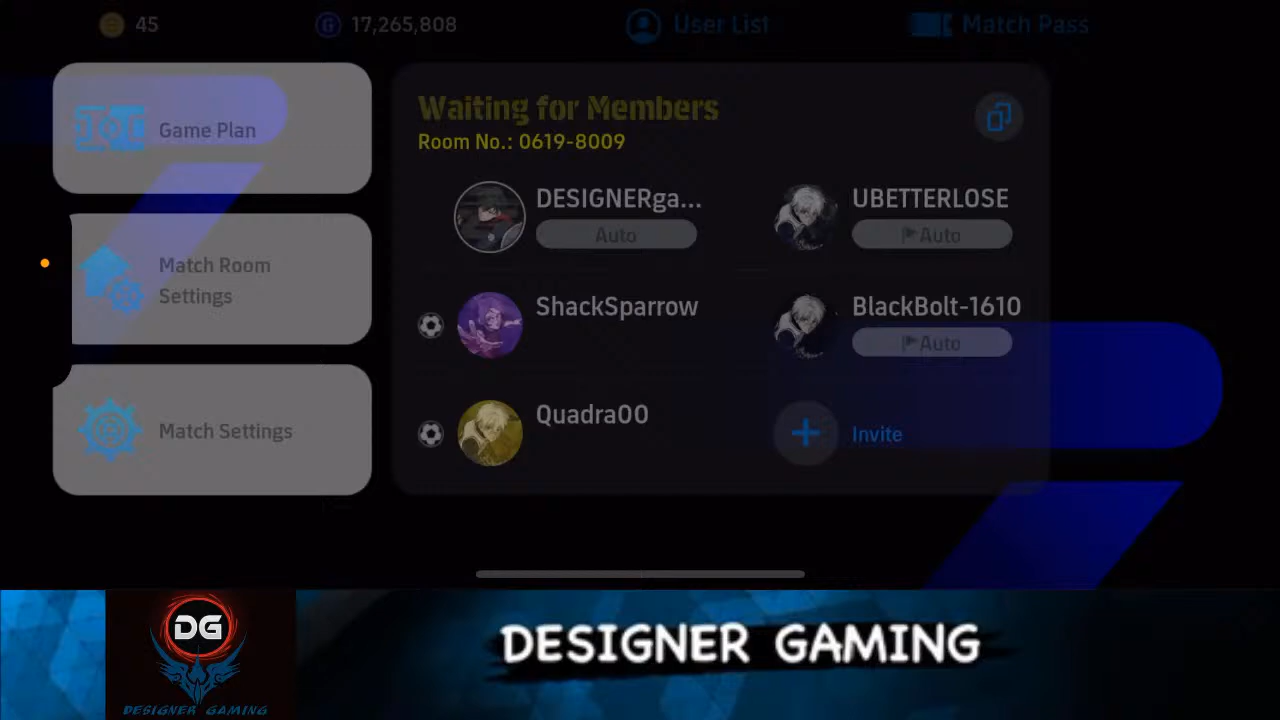 45
17,265,808
User List
Match Pass
Game Plan
Match Room
Settings
Match Settings
Waiting for Members
Room No.: 0619-8009
DESIGNERga...
Auto
UBETTERLOSE
Auto
ShackSparrow
BlackBolt-1610
Auto
Quadra00
Invite
DG
DESIGNER GAMING
DESIGNER GAMING